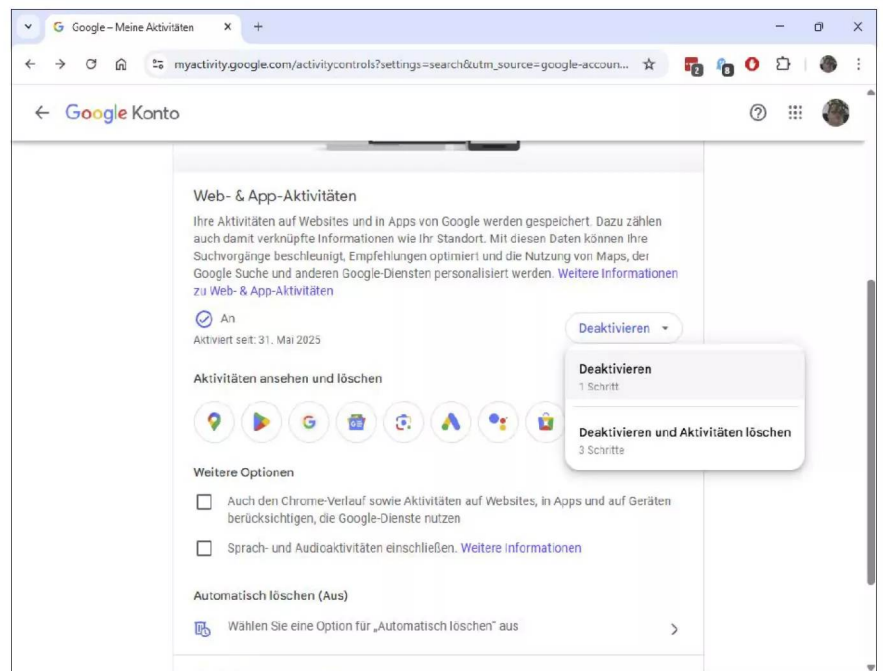 Google – Meine Aktivitäten
myactivity.google.com/activitycontrols?settings=search&utm_source=google-accoun...
2
8
Google Konto
Web- & App-Aktivitäten
Ihre Aktivitäten auf Websites und in Apps von Google werden gespeichert. Dazu zählen
auch damit verknüpfte Informationen wie Ihr Standort. Mit diesen Daten können Ihre
Suchvorgänge beschleunigt, Empfehlungen optimiert und die Nutzung von Maps, der
Google Suche und anderen Google-Diensten personalisiert werden. Weitere Informationen
zu Web- & App-Aktivitäten
An
Deaktivieren
Aktiviert seit: 31. Mai 2025
Deaktivieren
1 Schritt
Aktivitäten ansehen und löschen
Deaktivieren und Aktivitäten löschen
3 Schritte
Weitere Optionen
Auch den Chrome-Verlauf sowie Aktivitäten auf Websites, in Apps und auf Geräten
berücksichtigen, die Google-Dienste nutzen
Sprach- und Audioaktivitäten einschließen. Weitere Informationen
Automatisch löschen (Aus)
Wählen Sie eine Option für „Automatisch löschen" aus